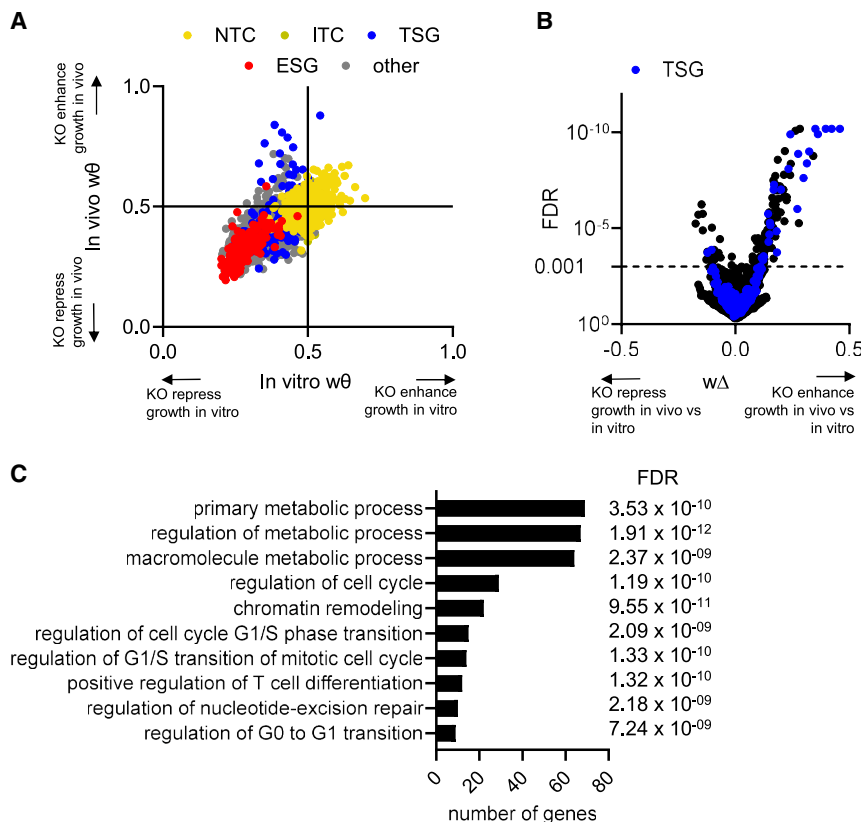 A
NTC ITC TSG
ESG other
KO enhance
growth in vivo
In vivo wθ
KO repress
growth in vivo
1.0
0.5
0.0
0.0 0.5 1.0
In vitro wθ
KO repress
growth in vitro
KO enhance
growth in vitro
B
TSG
FDR
10-10
10-5
0.001
100
-0.5 0.0 0.5
wΔ
KO repress
growth in vivo vs
in vitro
KO enhance
growth in vivo vs
in vitro
C
FDR
primary metabolic process 3.53 x 10-10
regulation of metabolic process 1.91 x 10-12
macromolecule metabolic process 2.37 x 10-09
regulation of cell cycle 1.19 x 10-10
chromatin remodeling 9.55 x 10-11
regulation of cell cycle G1/S phase transition 2.09 x 10-09
regulation of G1/S transition of mitotic cell cycle 1.33 x 10-10
positive regulation of T cell differentiation 1.32 x 10-10
regulation of nucleotide-excision repair 2.18 x 10-09
regulation of G0 to G1 transition 7.24 x 10-09
0 20 40 60 80
number of genes